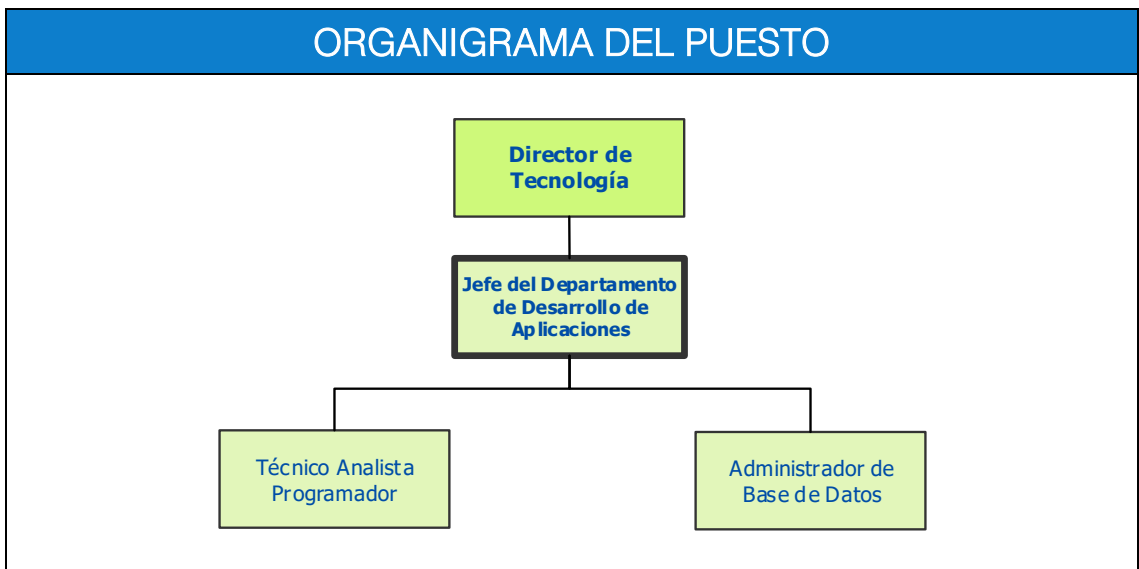 ORGANIGRAMA DEL PUESTO
Director de
Tecnología
Jefe del Departamento
de Desarrollo de
Aplicaciones
Técnico Analista
Programador
Administrador de
Base de Datos